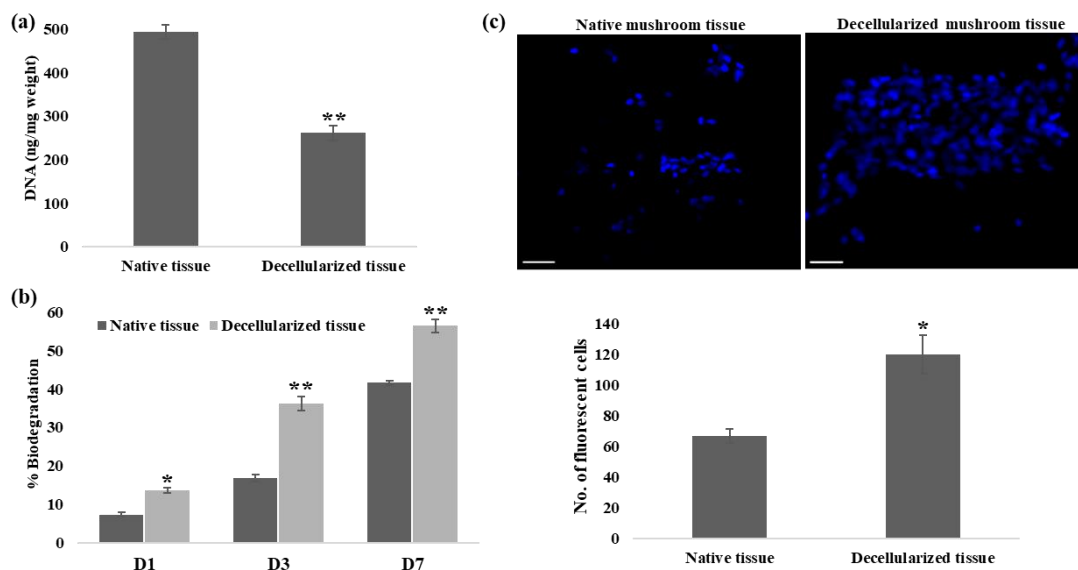 (a)
DNA (ng/mg weight)
500
400
300
200
100
0
**
Native tissue
Decellularized tissue
(b)
% Biodegradation
60
50
40
30
20
10
0
Native tissue
Decellularized tissue
*
**
**
D1
D3
D7
(c)
Native mushroom tissue
Decellularized mushroom tissue
No. of fluorescent cells
140
120
100
80
60
40
20
0
*
Native tissue
Decellularized tissue